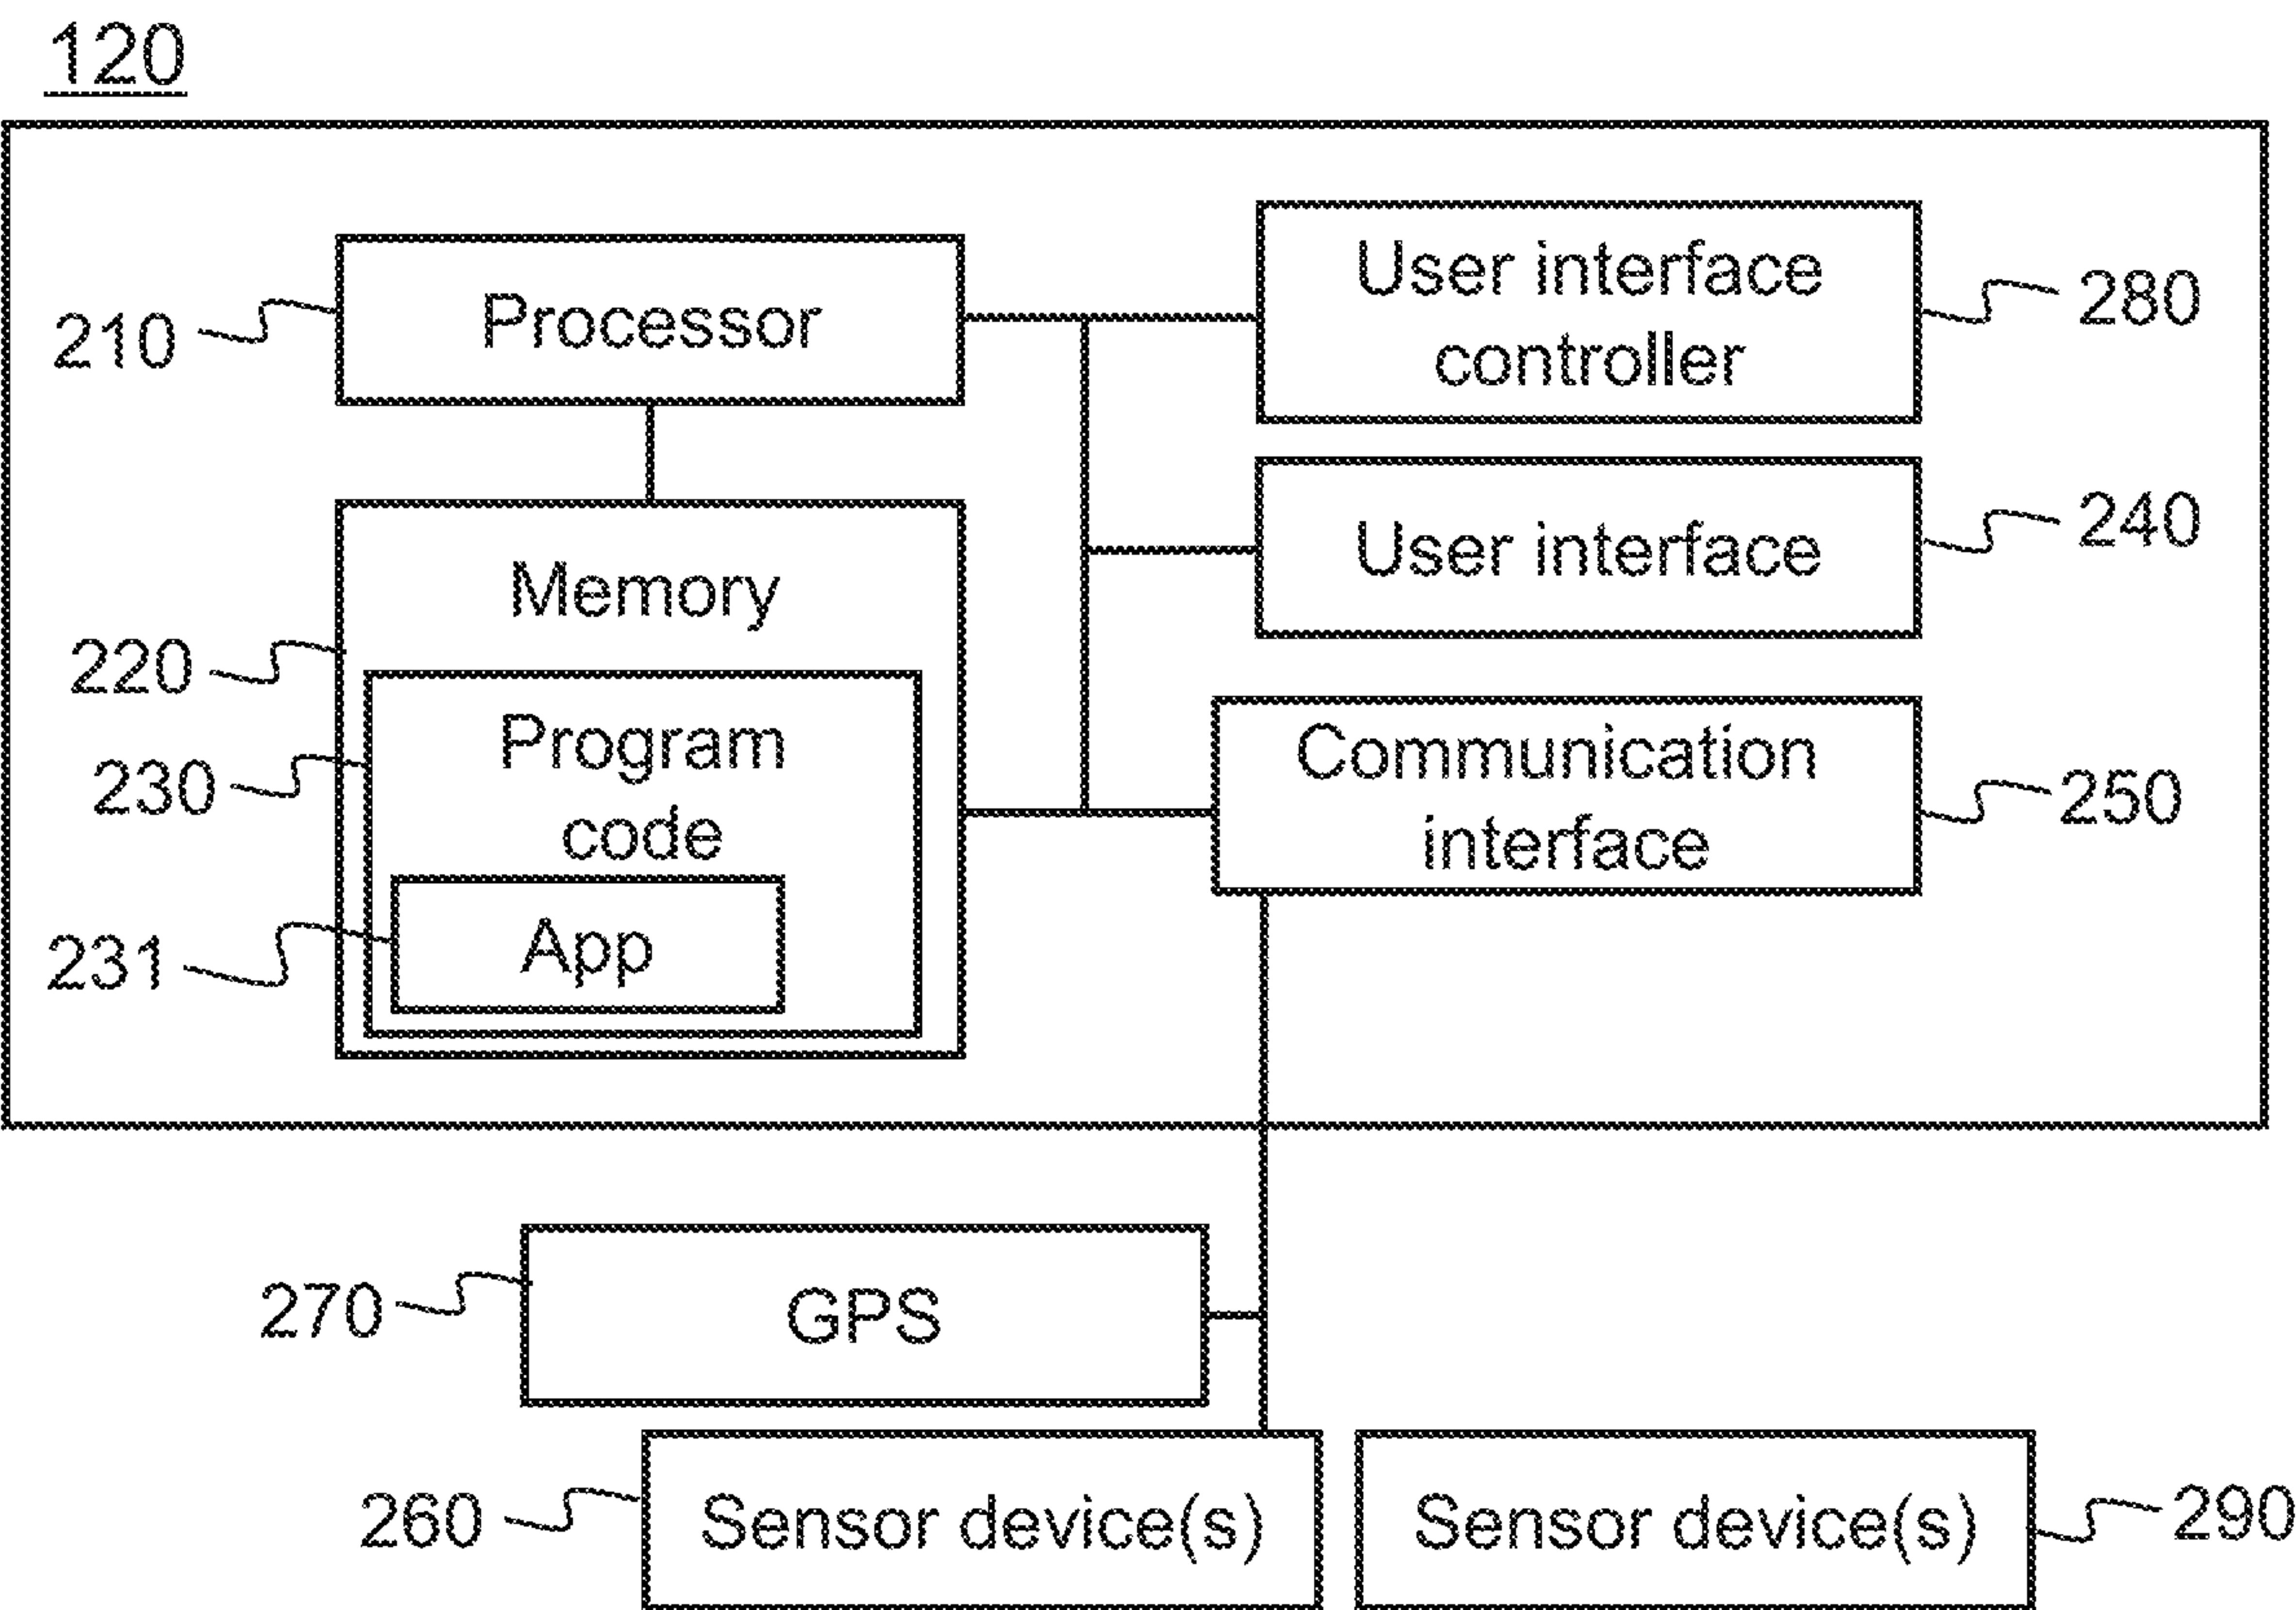 120
Processor
210
User interface
controller
280
Memory
220
User interface
240
Program
code
230
Communication
interface
250
App
231
GPS
270
260
Sensor device(s)
Sensor device(s)
290